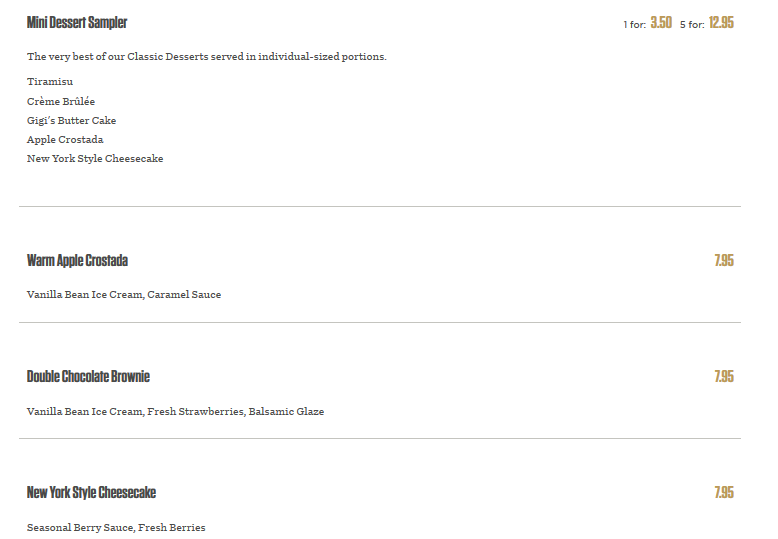 Mini Dessert Sampler 1 for: 3.50 5 for: 12.95
The very best of our Classic Desserts served in individual-sized portions.
Tiramisu
Crème Brûlée
Gigi's Butter Cake
Apple Crostada
New York Style Cheesecake
Warm Apple Crostada 7.95
Vanilla Bean Ice Cream, Caramel Sauce
Double Chocolate Brownie 7.95
Vanilla Bean Ice Cream, Fresh Strawberries, Balsamic Glaze
New York Style Cheesecake 7.95
Seasonal Berry Sauce, Fresh Berries